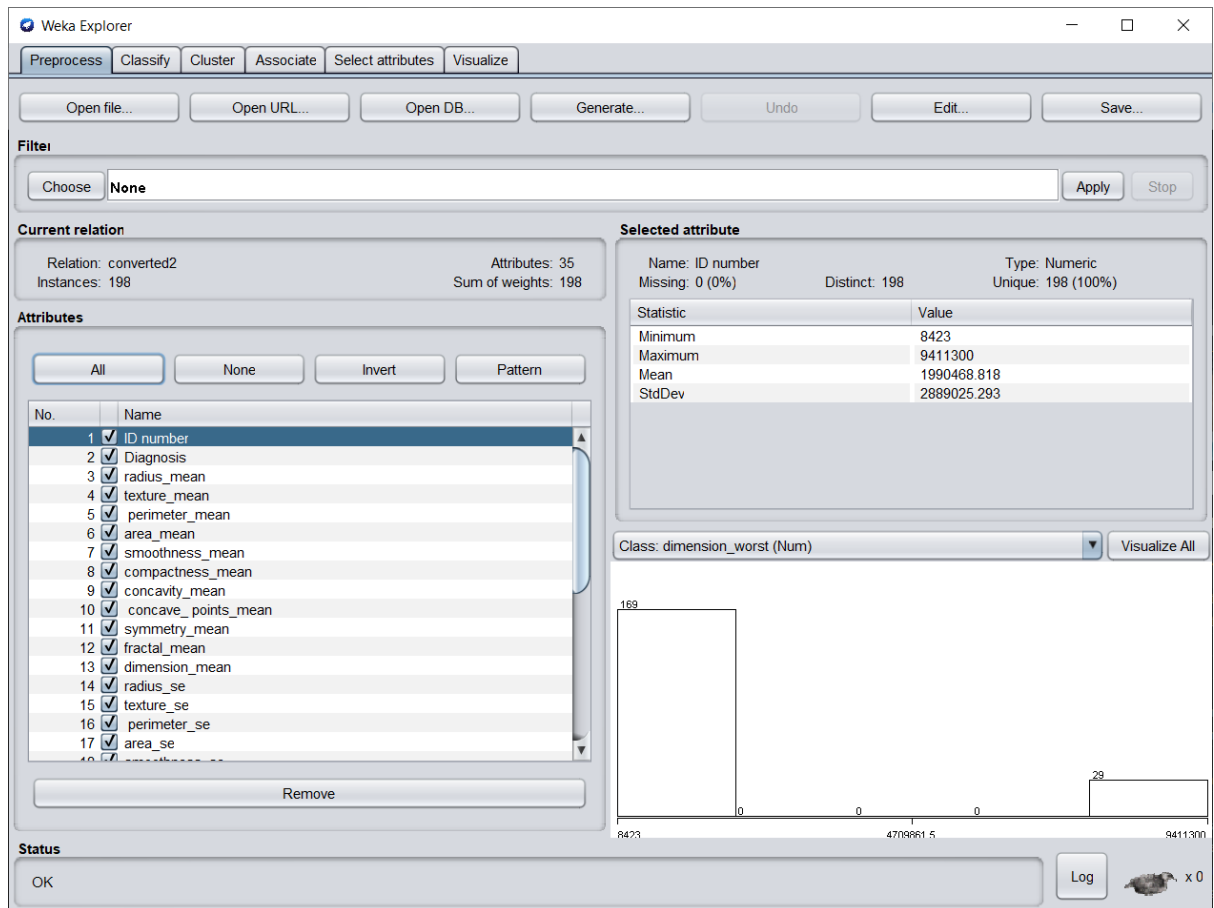 Weka Explorer
Preprocess Classify Cluster Associate Select attributes Visualize
Open file... Open URL... Open DB... Generate... Undo Edit... Save...
Filter
Choose None Apply Stop
Current relation
Relation: converted2 Attributes: 35
Instances: 198 Sum of weights: 198
Attributes
All None Invert Pattern
No. Name
1 ID number
2 Diagnosis
3 radius_mean
4 texture_mean
5 perimeter_mean
6 area_mean
7 smoothness_mean
8 compactness_mean
9 concavity_mean
10 concave_ points_mean
11 symmetry_mean
12 fractal_mean
13 dimension_mean
14 radius_se
15 texture_se
16 perimeter_se
17 area_se
Remove
Selected attribute
Name: ID number Type: Numeric
Missing: 0 (0%) Distinct: 198 Unique: 198 (100%)
Statistic Value
Minimum 8423
Maximum 9411300
Mean 1990468.818
StdDev 2889025.293
Class: dimension_worst (Num) Visualize All
169
29
0 0 0
8423 4709861.5 9411300
Status
OK Log x 0